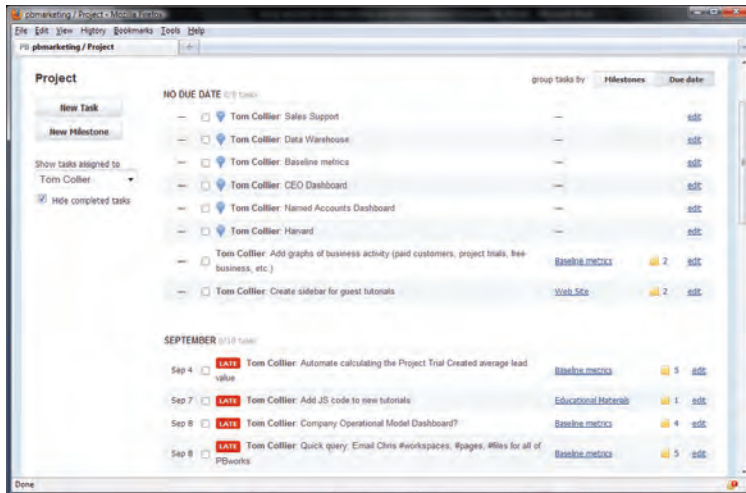 pbmarketing / Project - Mozilla Firefox
File Edit View History Bookmarks Tools Help
PB pbmarketing / Project
Project
group tasks by Milestones Due date
New Task
New Milestone
Show tasks assigned to
Tom Collier
Hide completed tasks
NO DUE DATE tasks
— Tom Collier: Sales Support — edit
— Tom Collier: Data Warehouse — edit
— Tom Collier: Baseline metrics — edit
— Tom Collier: CEO Dashboard — edit
— Tom Collier: Named Accounts Dashboard — edit
— Tom Collier: Harvard — edit
— Tom Collier: Add graphs of business activity (paid customers, project trials, free Baseline metrics 2 edit
business, etc.)
— Tom Collier: Create sidebar for guest tutorials Web Site 2 edit
SEPTEMBER tasks
Sep 4 LATE Tom Collier: Automate calculating the Project Trial Created average lead Baseline metrics 5 edit
value
Sep 7 LATE Tom Collier: Add JS code to new tutorials Educational Materials 1 edit
Sep 8 LATE Tom Collier: Company Operational Model Dashboard? Baseline metrics 4 edit
Sep 8 LATE Tom Collier: Quick query: Email Chris #workspaces, #pages, #files for all of Baseline metrics 5 edit
PBworks
Done